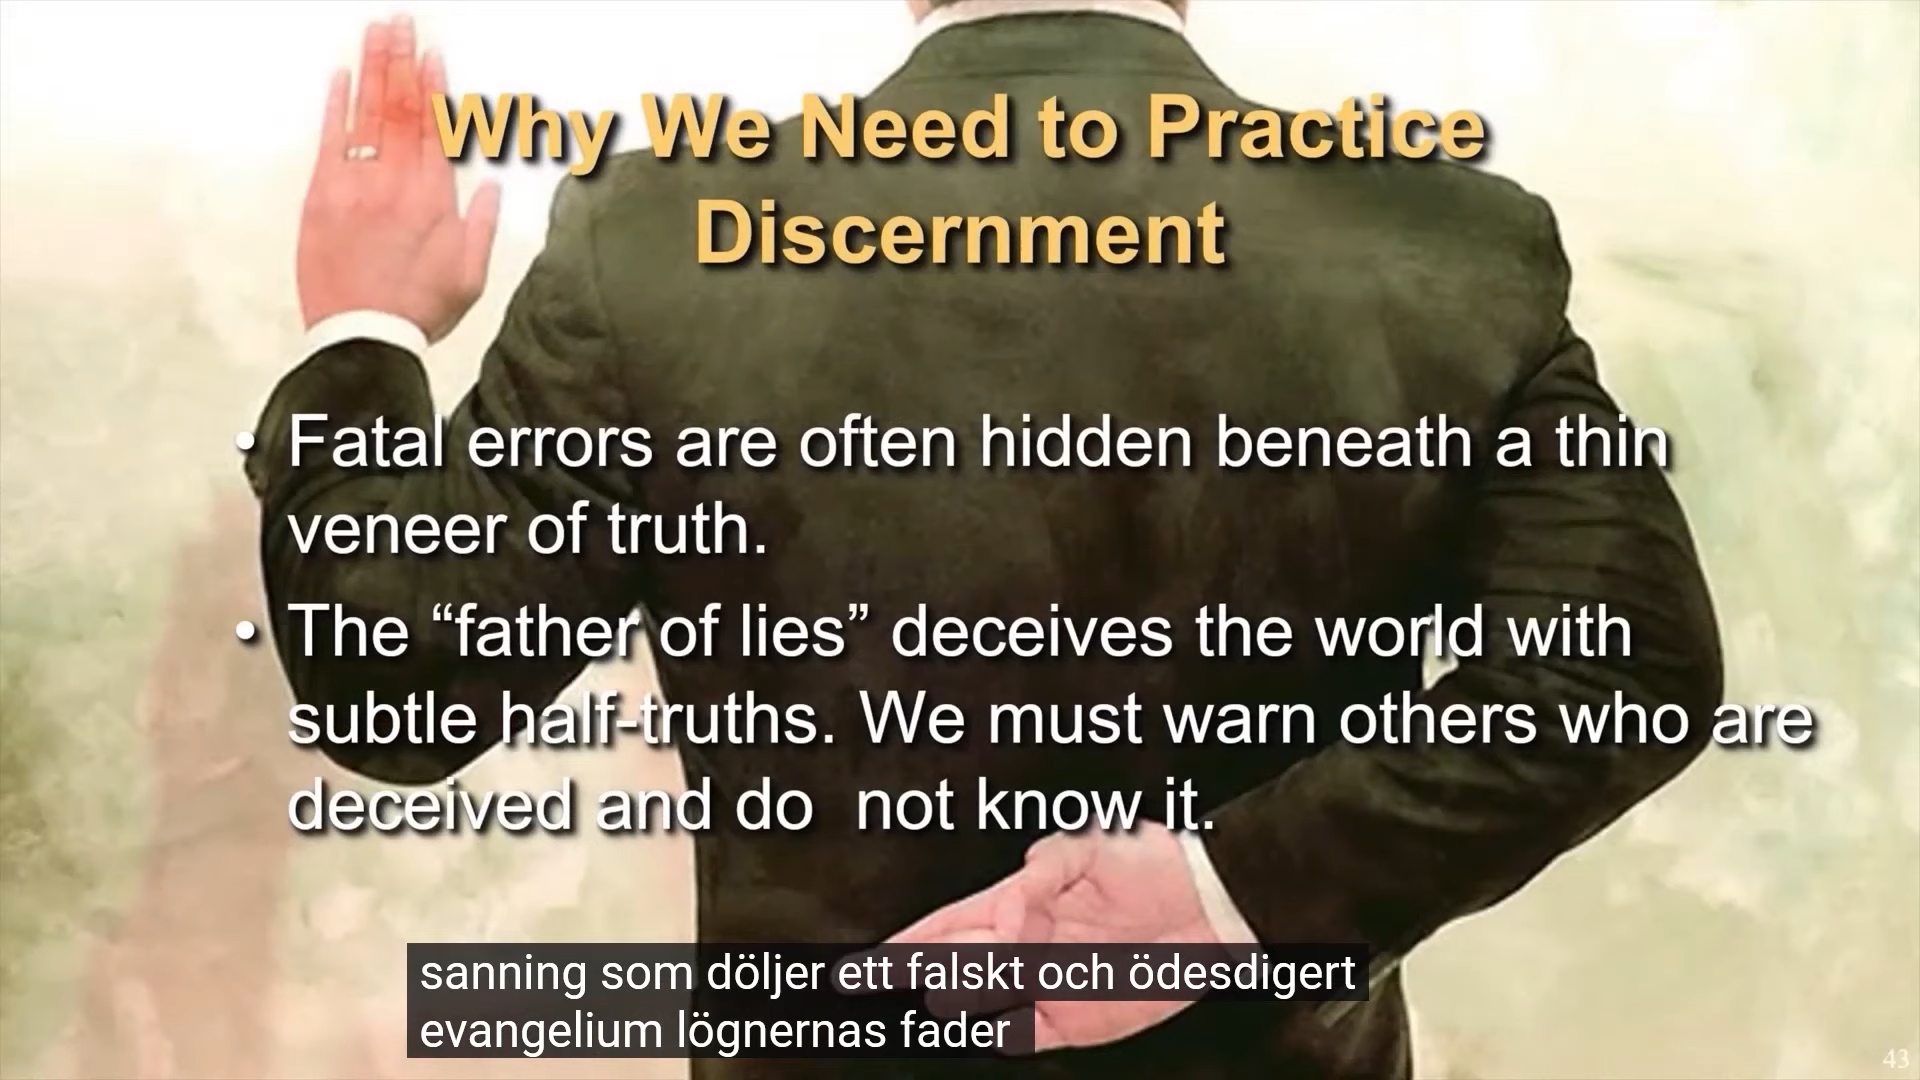 Why We Need to Practice
Discernment
• Fatal errors are often hidden beneath a thin
veneer of truth.
• The “father of lies” deceives the world with
subtle half-truths. We must warn others who are
deceived and do  not know it.
sanning som döljer ett falskt och ödesdigert
evangelium lögnernas fader
43